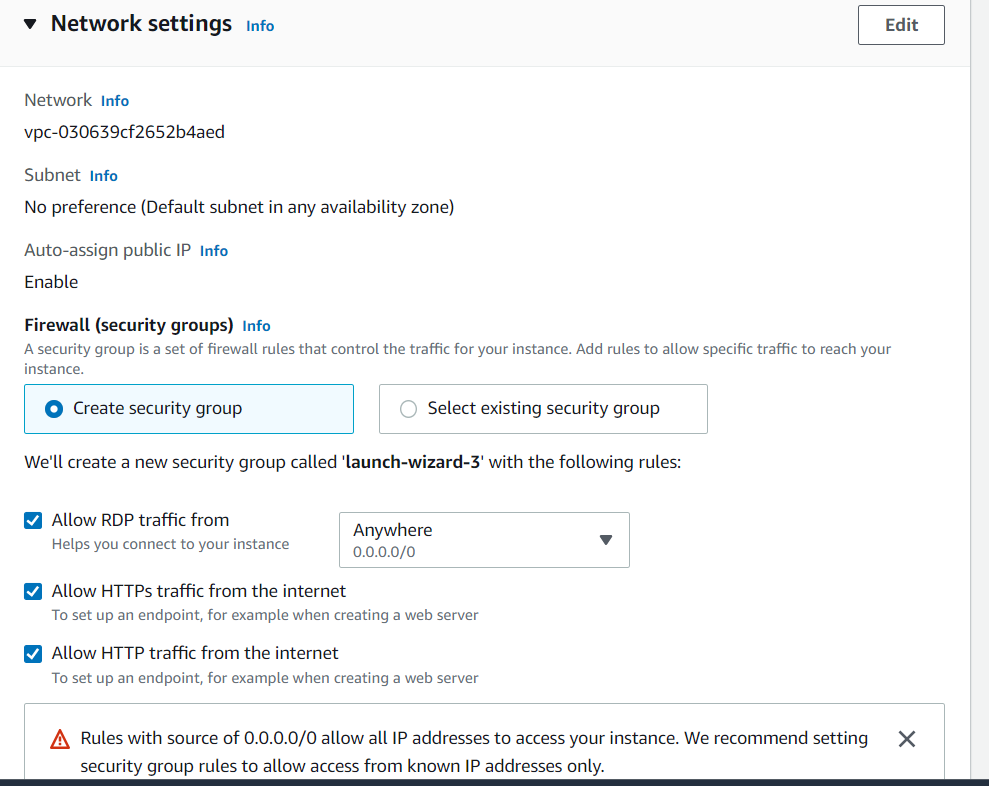 Network settings Info
Edit
Network Info
vpc-030639cf2652b4aed
Subnet Info
No preference (Default subnet in any availability zone)
Auto-assign public IP Info
Enable
Firewall (security groups) Info
A security group is a set of firewall rules that control the traffic for your instance. Add rules to allow specific traffic to reach your
instance.
Create security group
Select existing security group
We'll create a new security group called 'launch-wizard-3' with the following rules:
Allow RDP traffic from
Helps you connect to your instance
Anywhere
0.0.0.0/0
Allow HTTPs traffic from the internet
To set up an endpoint, for example when creating a web server
Allow HTTP traffic from the internet
To set up an endpoint, for example when creating a web server
Rules with source of 0.0.0.0/0 allow all IP addresses to access your instance. We recommend setting
security group rules to allow access from known IP addresses only.